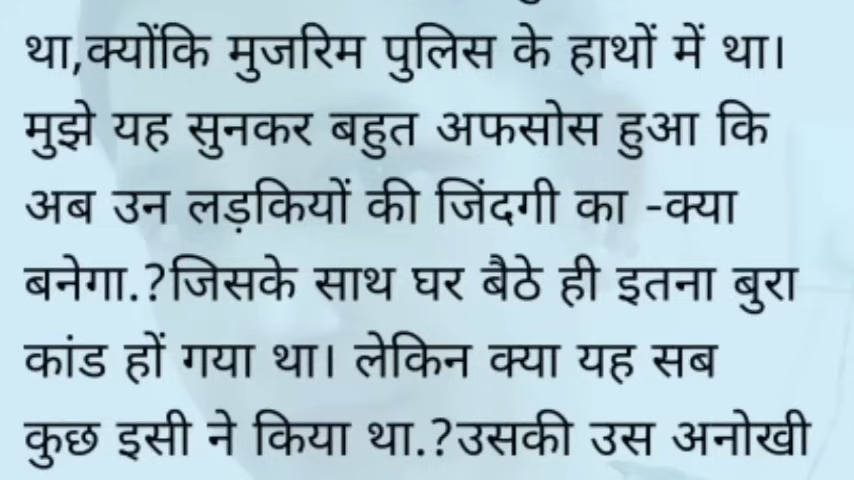 था,क्योंकि मुजरिम पुलिस के हाथों में था।
मुझे यह सुनकर बहुत अफसोस हुआ कि
अब उन लड़कियों की जिंदगी का -क्या
बनेगा.?जिसके साथ घर बैठे ही इतना बुरा
कांड हों गया था। लेकिन क्या यह सब
कुछ इसी ने किया था.?उसकी उस अनोखी